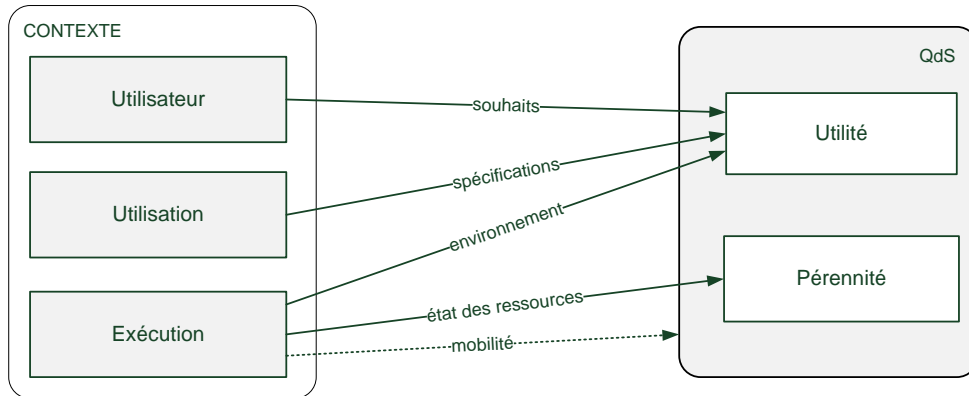 CONTEXTE
QdS
Utilisateur
souhaits
Utilité
Utilisation
spécifications
environnement
Exécution
état des ressources
Pérennité
mobilité